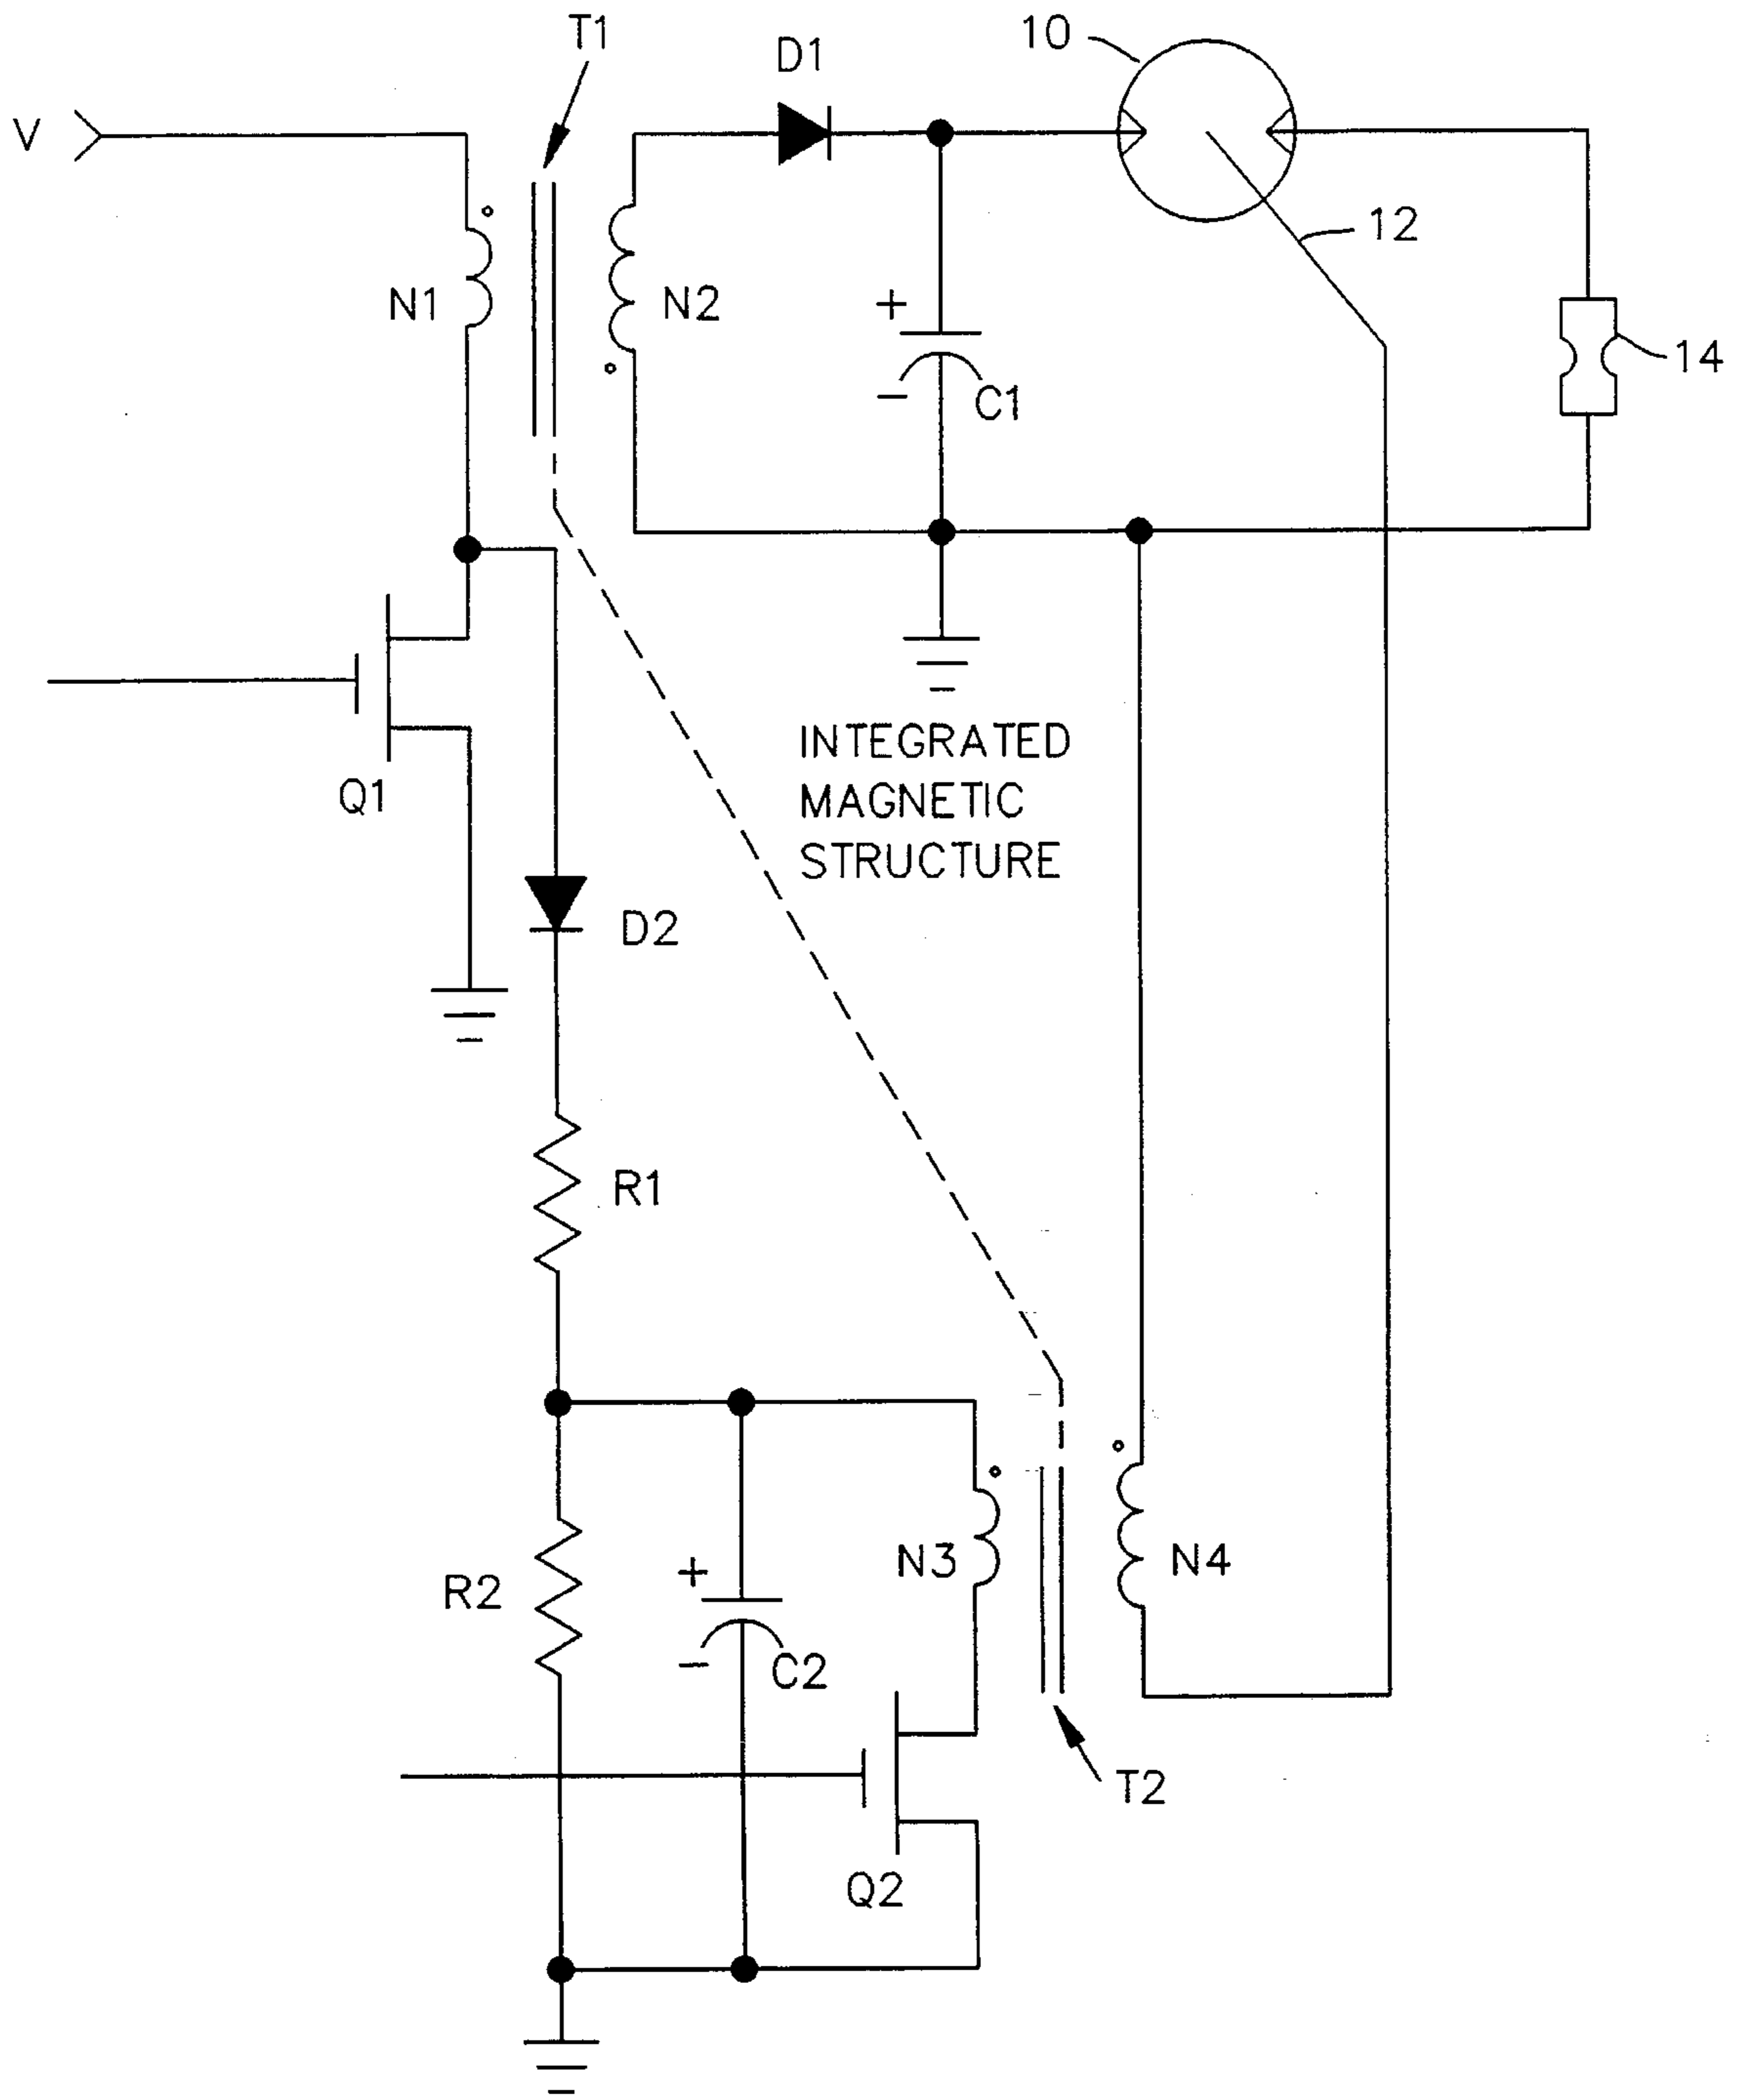 T1
D1
10
V
12
N1
N2
+
14
-
C1
INTEGRATED
MAGNETIC
STRUCTURE
Q1
D2
R1
N3
N4
+
R2
-
C2
T2
Q2